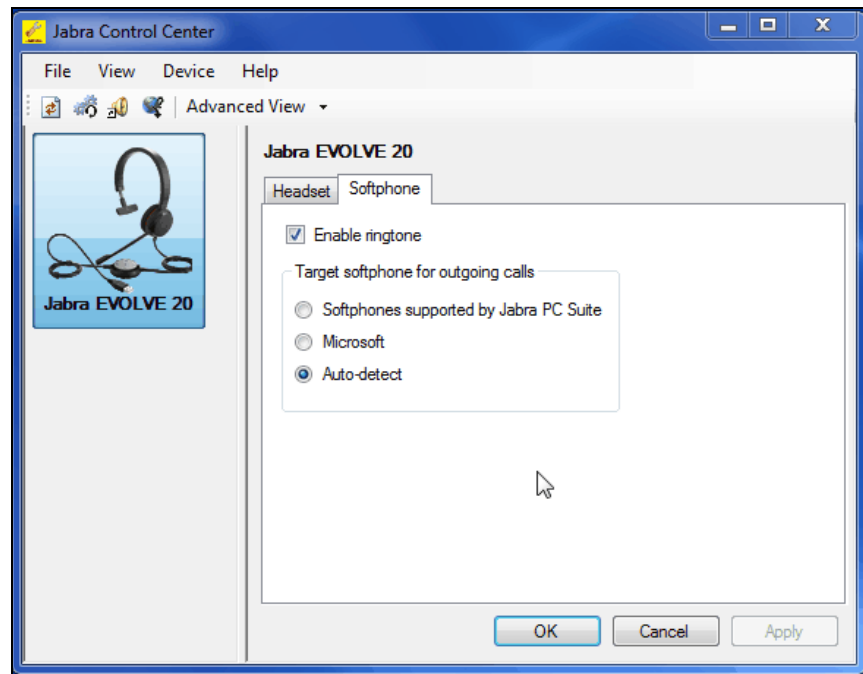 Jabra Control Center
File View Device Help
Advanced View
Jabra EVOLVE 20
Jabra EVOLVE 20
Headset Softphone
Enable ringtone
Target softphone for outgoing calls
Softphones supported by Jabra PC Suite
Microsoft
Auto-detect
OK Cancel Apply